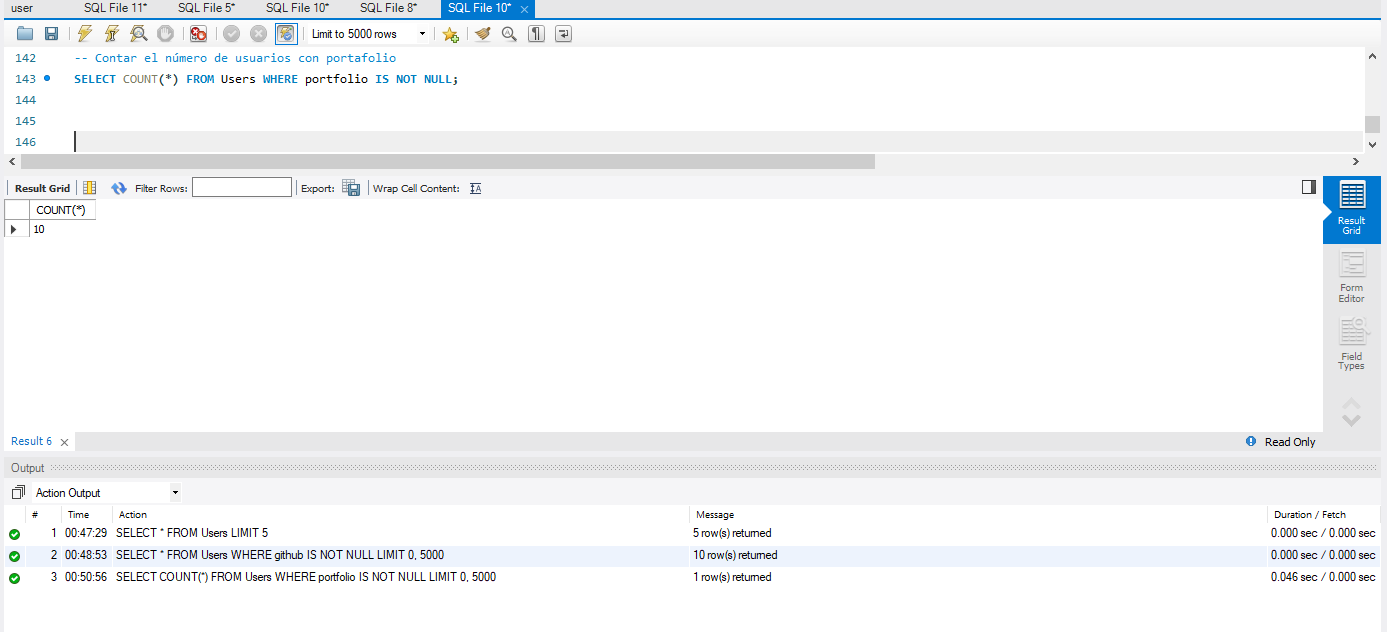 user SQL File 11* SQL File 5* SQL File 10* SQL File 8* SQL File 10*
Limit to 5000 rows
142 -- Contar el número de usuarios con portafolio
143 SELECT COUNT(*) FROM Users WHERE portfolio IS NOT NULL;
144
145
146
Result Grid Filter Rows: Export: Wrap Cell Content:
COUNT(*)
10
Result
Grid
Form
Editor
Field
Types
Result 6 Read Only
Output
Action Output
# Time Action Message Duration / Fetch
1 00:47:29 SELECT * FROM Users LIMIT 5 5 row(s) returned 0.000 sec / 0.000 sec
2 00:48:53 SELECT * FROM Users WHERE github IS NOT NULL LIMIT 0, 5000 10 row(s) returned 0.000 sec / 0.000 sec
3 00:50:56 SELECT COUNT(*) FROM Users WHERE portfolio IS NOT NULL LIMIT 0, 5000 1 row(s) returned 0.046 sec / 0.000 sec